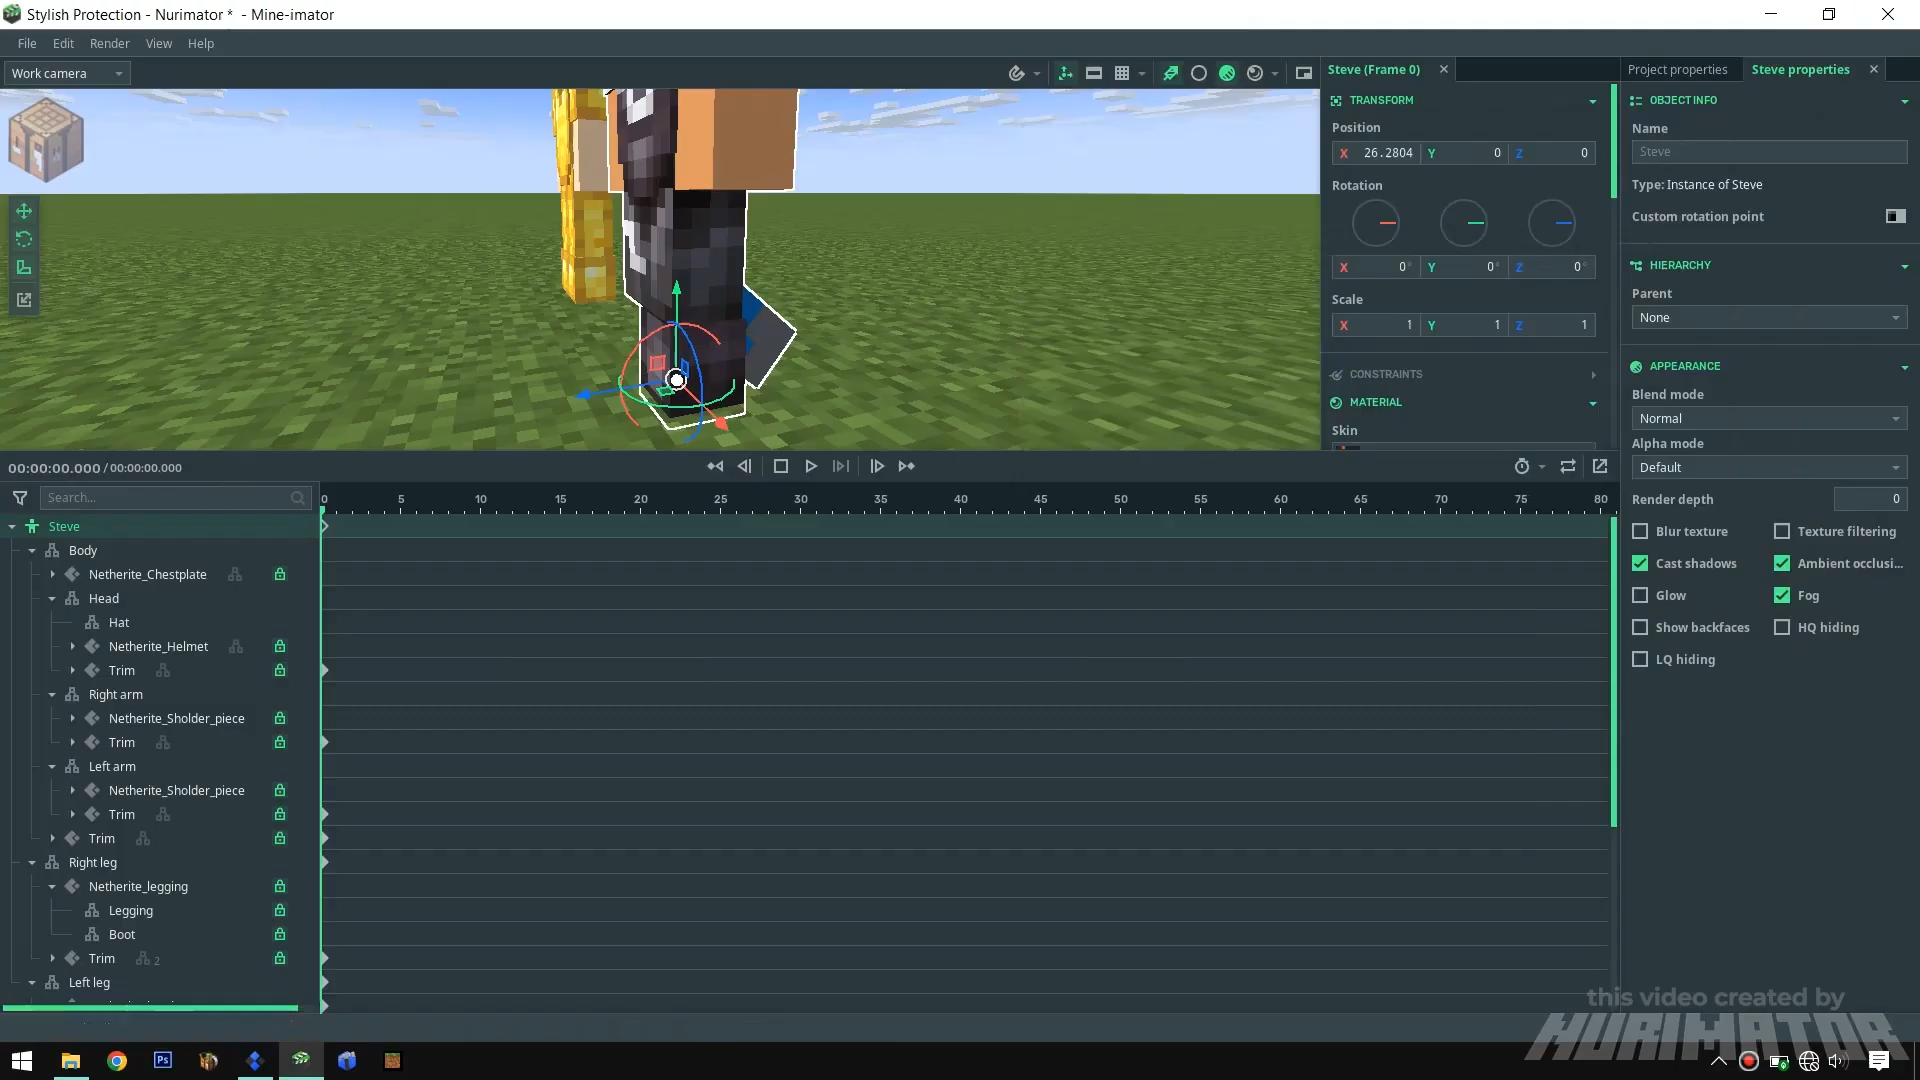 Stylish Protection - Nurimator * - Mine-imator
File Edit Render View Help
Work camera
Steve (Frame 0)
Project properties
Steve properties
TRANSFORM
Position
X 26.2804 Y 0 Z 0
Rotation
X 0° Y 0° Z 0°
Scale
X 1 Y 1 Z 1
CONSTRAINTS
MATERIAL
Skin
OBJECT INFO
Name
Steve
Type: Instance of Steve
Custom rotation point
HIERARCHY
Parent
None
APPEARANCE
Blend mode
Normal
Alpha mode
Default
Render depth 0
Blur texture Texture filtering
Cast shadows Ambient occlusi...
Glow Fog
Show backfaces HQ hiding
LQ hiding
00:00:00.000 / 00:00:00.000
Search...
0 5 10 15 20 25 30 35 40 45 50 55 60 65 70 75 80
Steve
Body
Netherite_Chestplate
Head
Hat
Netherite_Helmet
Trim
Right arm
Netherite_Sholder_piece
Trim
Left arm
Netherite_Sholder_piece
Trim
Trim
Right leg
Netherite_legging
Legging
Boot
Trim 2
Left leg
this video created by
NURIMATOR
Ps